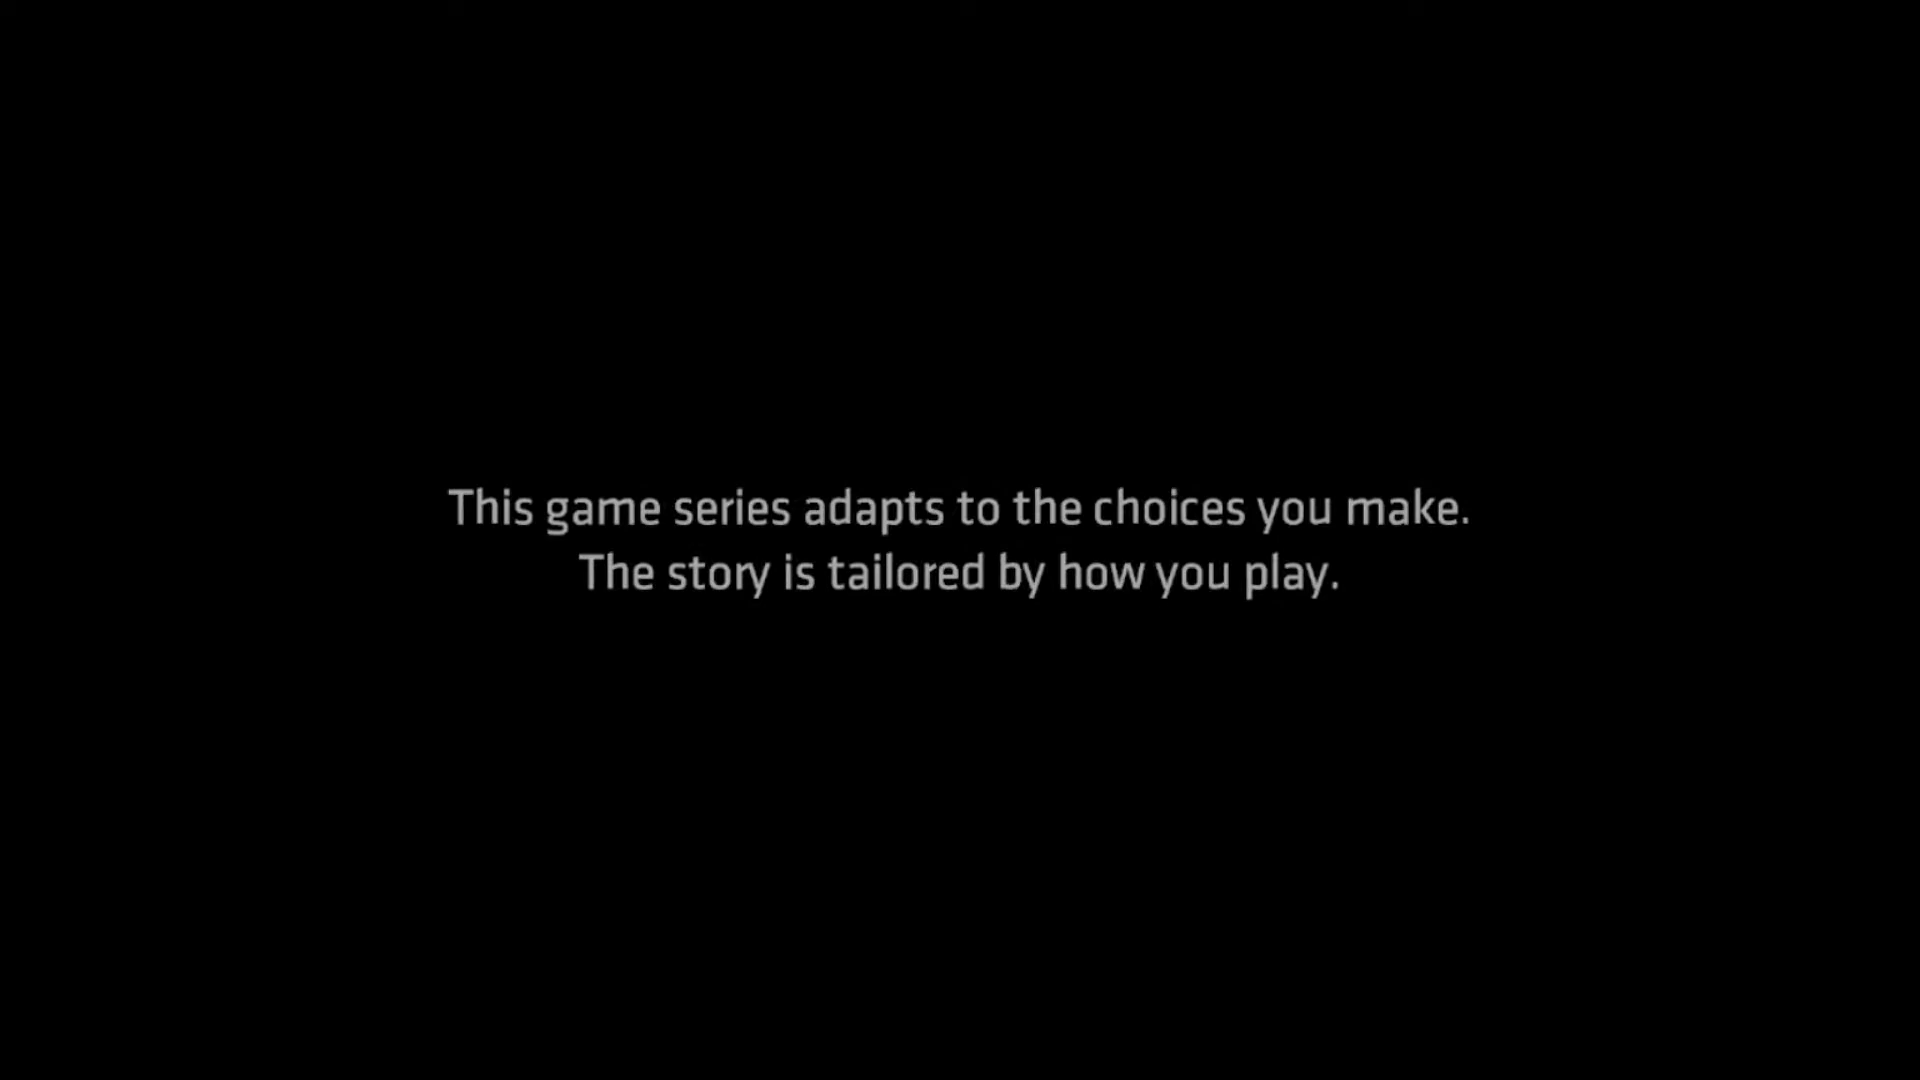 This game series adapts to the choices you make.
The story is tailored by how you play.